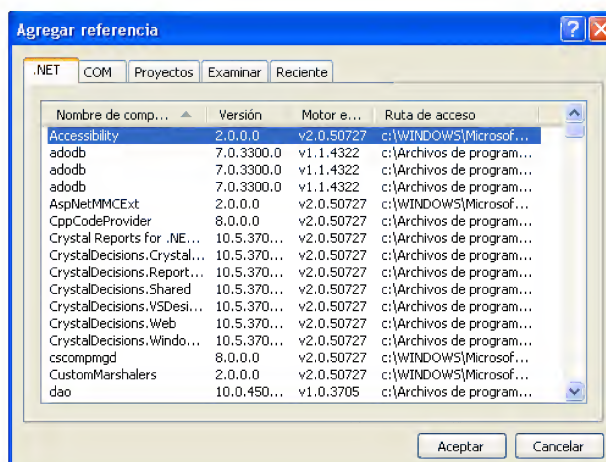 Agregar referencia
.NET COM Proyectos Examinar Reciente
Nombre de comp... Versión Motor e... Ruta de acceso
Accessibility 2.0.0.0 v2.0.50727 c:\WINDOWS\Microsof...
adodb 7.0.3300.0 v1.1.4322 c:\Archivos de program...
adodb 7.0.3300.0 v1.1.4322 c:\Archivos de program...
adodb 7.0.3300.0 v1.1.4322 c:\Archivos de program...
AspNetMMCExt 2.0.0.0 v2.0.50727 c:\WINDOWS\Microsof...
CppCodeProvider 8.0.0.0 v2.0.50727 c:\Archivos de program...
Crystal Reports for .NE... 10.5.370... v2.0.50727 c:\Archivos de program...
CrystalDecisions.Crystal... 10.5.370... v2.0.50727 c:\Archivos de program...
CrystalDecisions.Report... 10.5.370... v2.0.50727 c:\Archivos de program...
CrystalDecisions.Shared 10.5.370... v2.0.50727 c:\Archivos de program...
CrystalDecisions.VSDesi... 10.5.370... v2.0.50727 c:\Archivos de program...
CrystalDecisions.Web 10.5.370... v2.0.50727 c:\Archivos de program...
CrystalDecisions.Windo... 10.5.370... v2.0.50727 c:\Archivos de program...
cscompmgd 8.0.0.0 v2.0.50727 c:\WINDOWS\Microsof...
CustomMarshalers 2.0.0.0 v2.0.50727 c:\WINDOWS\Microsof...
dao 10.0.450... v1.0.3705 c:\Archivos de program...
Aceptar Cancelar